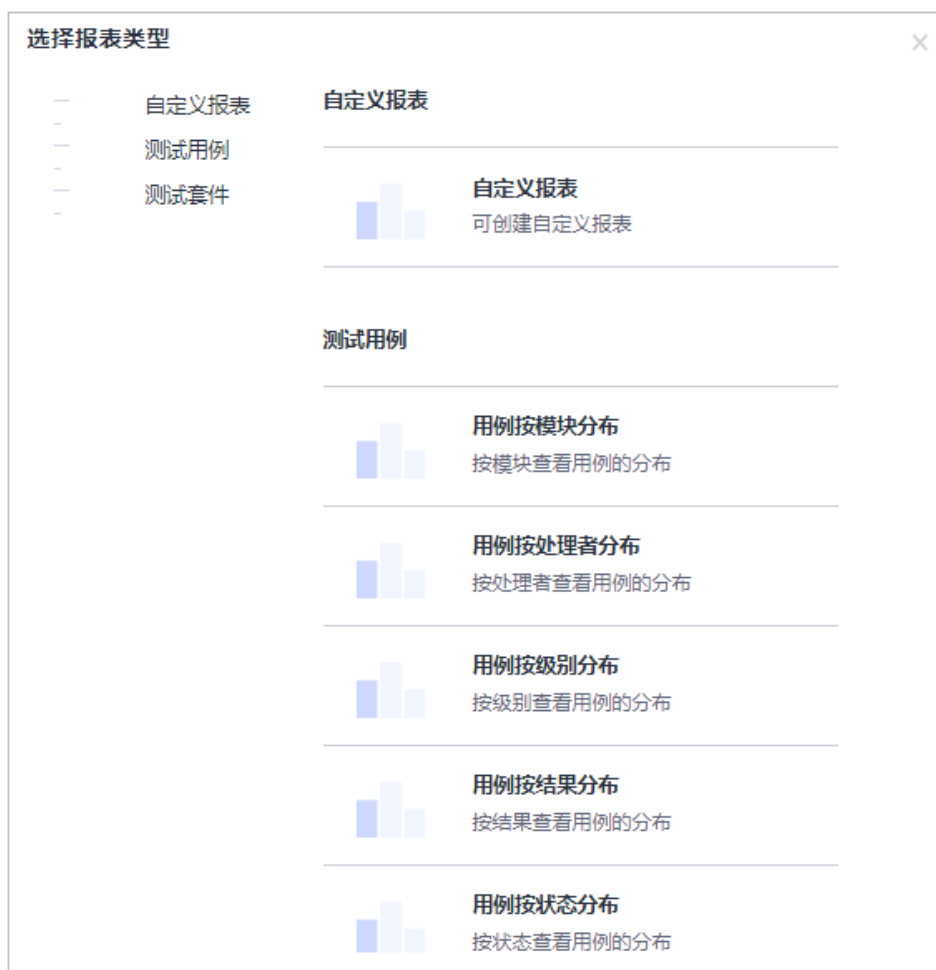 选择报表类型
自定义报表
测试用例
测试套件
自定义报表
自定义报表
可创建自定义报表
测试用例
用例按模块分布
按模块查看用例的分布
用例按处理者分布
按处理者查看用例的分布
用例按级别分布
按级别查看用例的分布
用例按结果分布
按结果查看用例的分布
用例按状态分布
按状态查看用例的分布